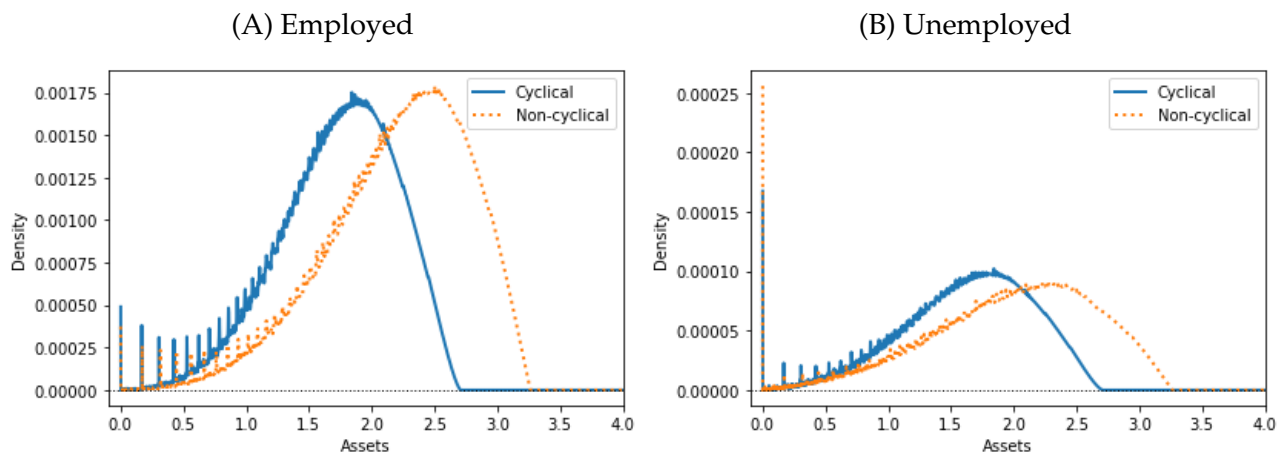 (A) Employed
(B) Unemployed
Cyclical
Non-cyclical
0.00175
0.00150
0.00125
0.00100
0.00075
0.00050
0.00025
0.00000
Density
0.0 0.5 1.0 1.5 2.0 2.5 3.0 3.5 4.0
Assets
Cyclical
Non-cyclical
0.00025
0.00020
0.00015
0.00010
0.00005
0.00000
Density
0.0 0.5 1.0 1.5 2.0 2.5 3.0 3.5 4.0
Assets